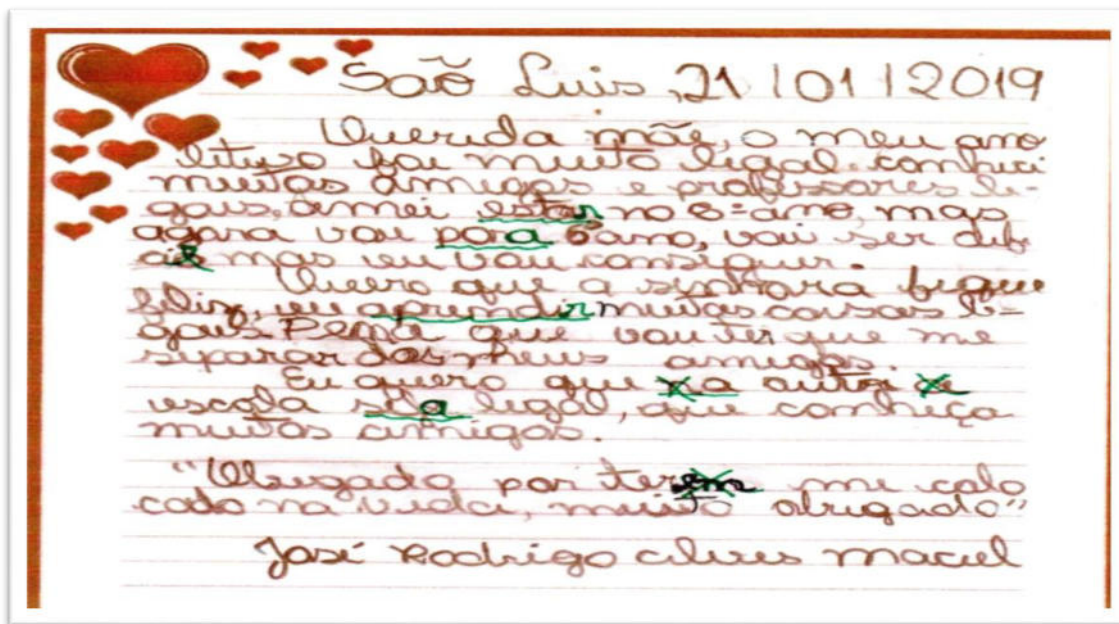 São Luis, 21/01/2019
Querida mãe, o meu ano
letivo foi muito legal. conheci
muitos amigos e professores le-
gais, amei estar no 5º ano, mas
agora vou para 6º ano, vai ser difi
cil mas eu vou conseguir.
Quero que a senhora fique
feliz, eu aprendir muitas coisas le-
gais. Pena que vou ter que me
separar dos meus amigos.
Eu quero que a outra
escola seja legal, que conheça
muitos amigos.
"Obrigado por ter me colo
cado na vida, muito obrigado"
José Rodrigo Maciel